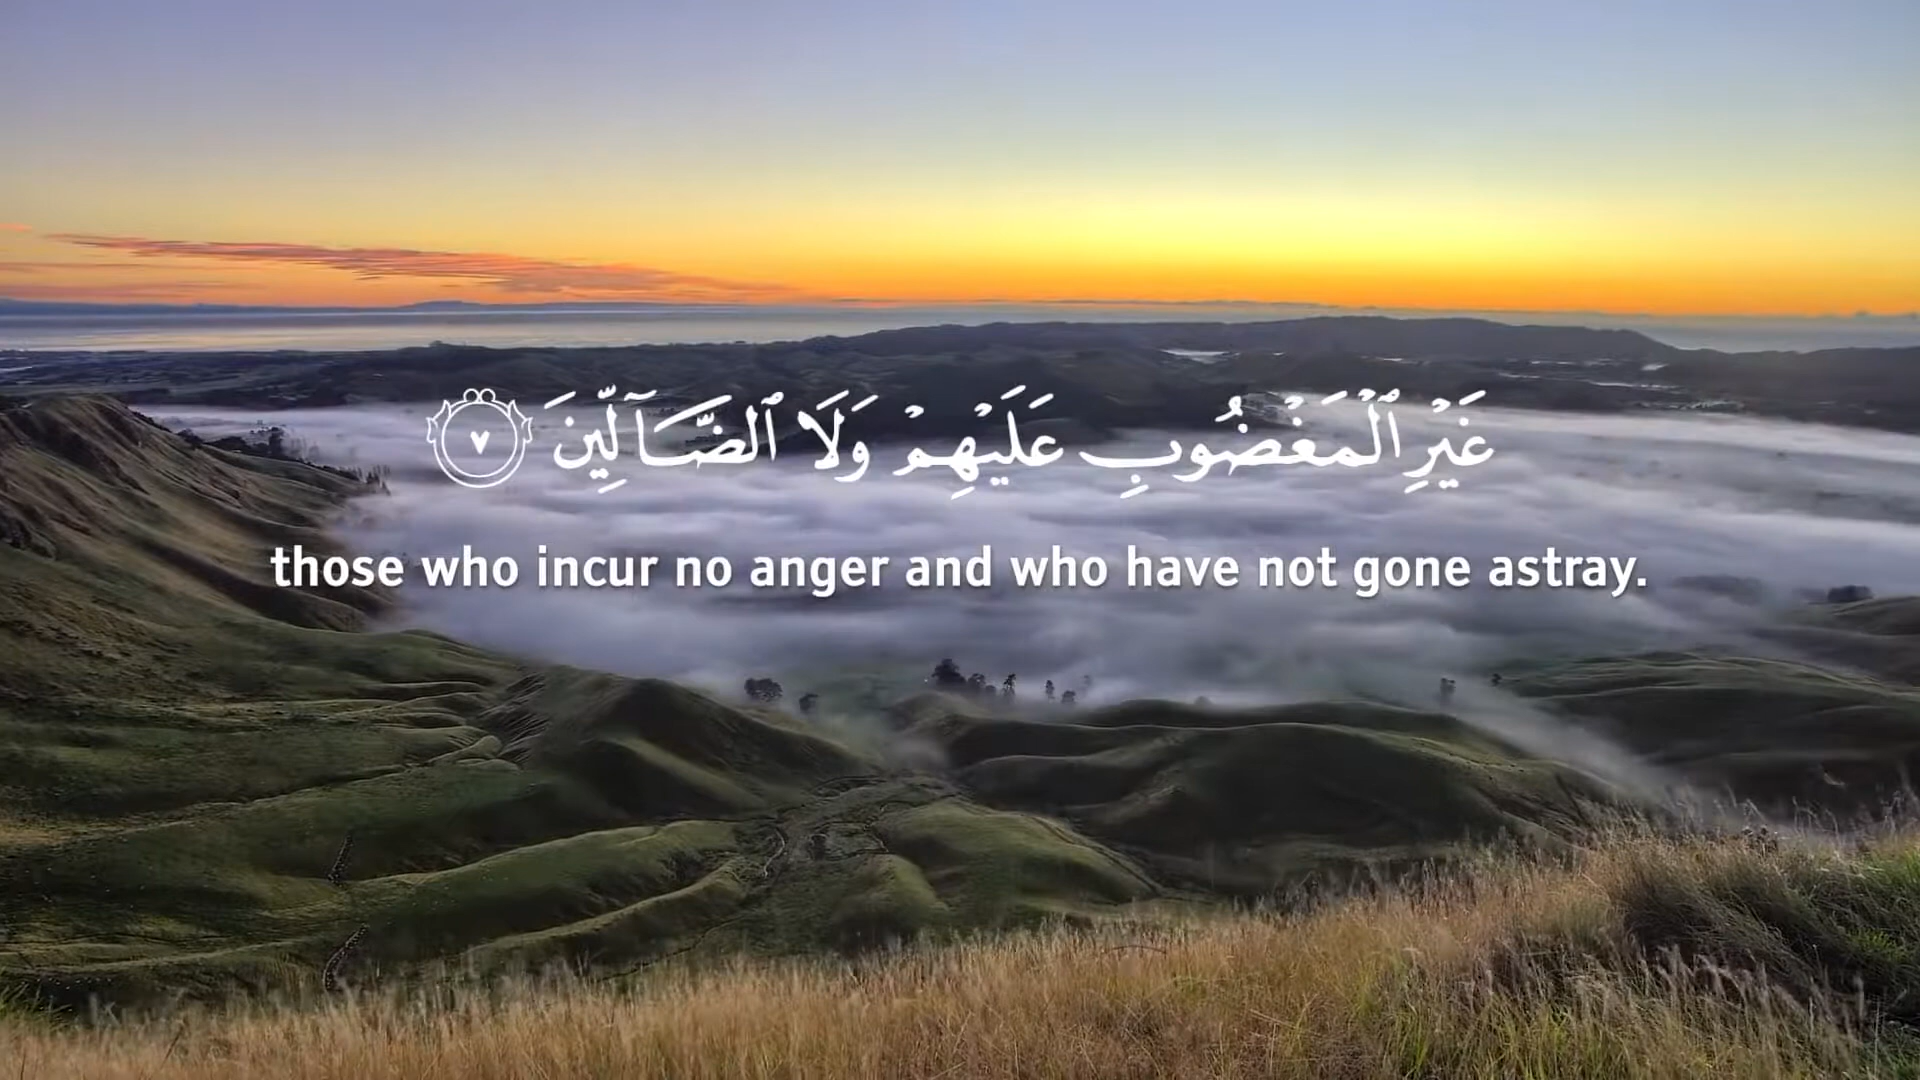 غَيْرِ ٱلْمَغْضُوبِ عَلَيْهِمْ وَلَا ٱلضَّآلِّينَ ٧
those who incur no anger and who have not gone astray.